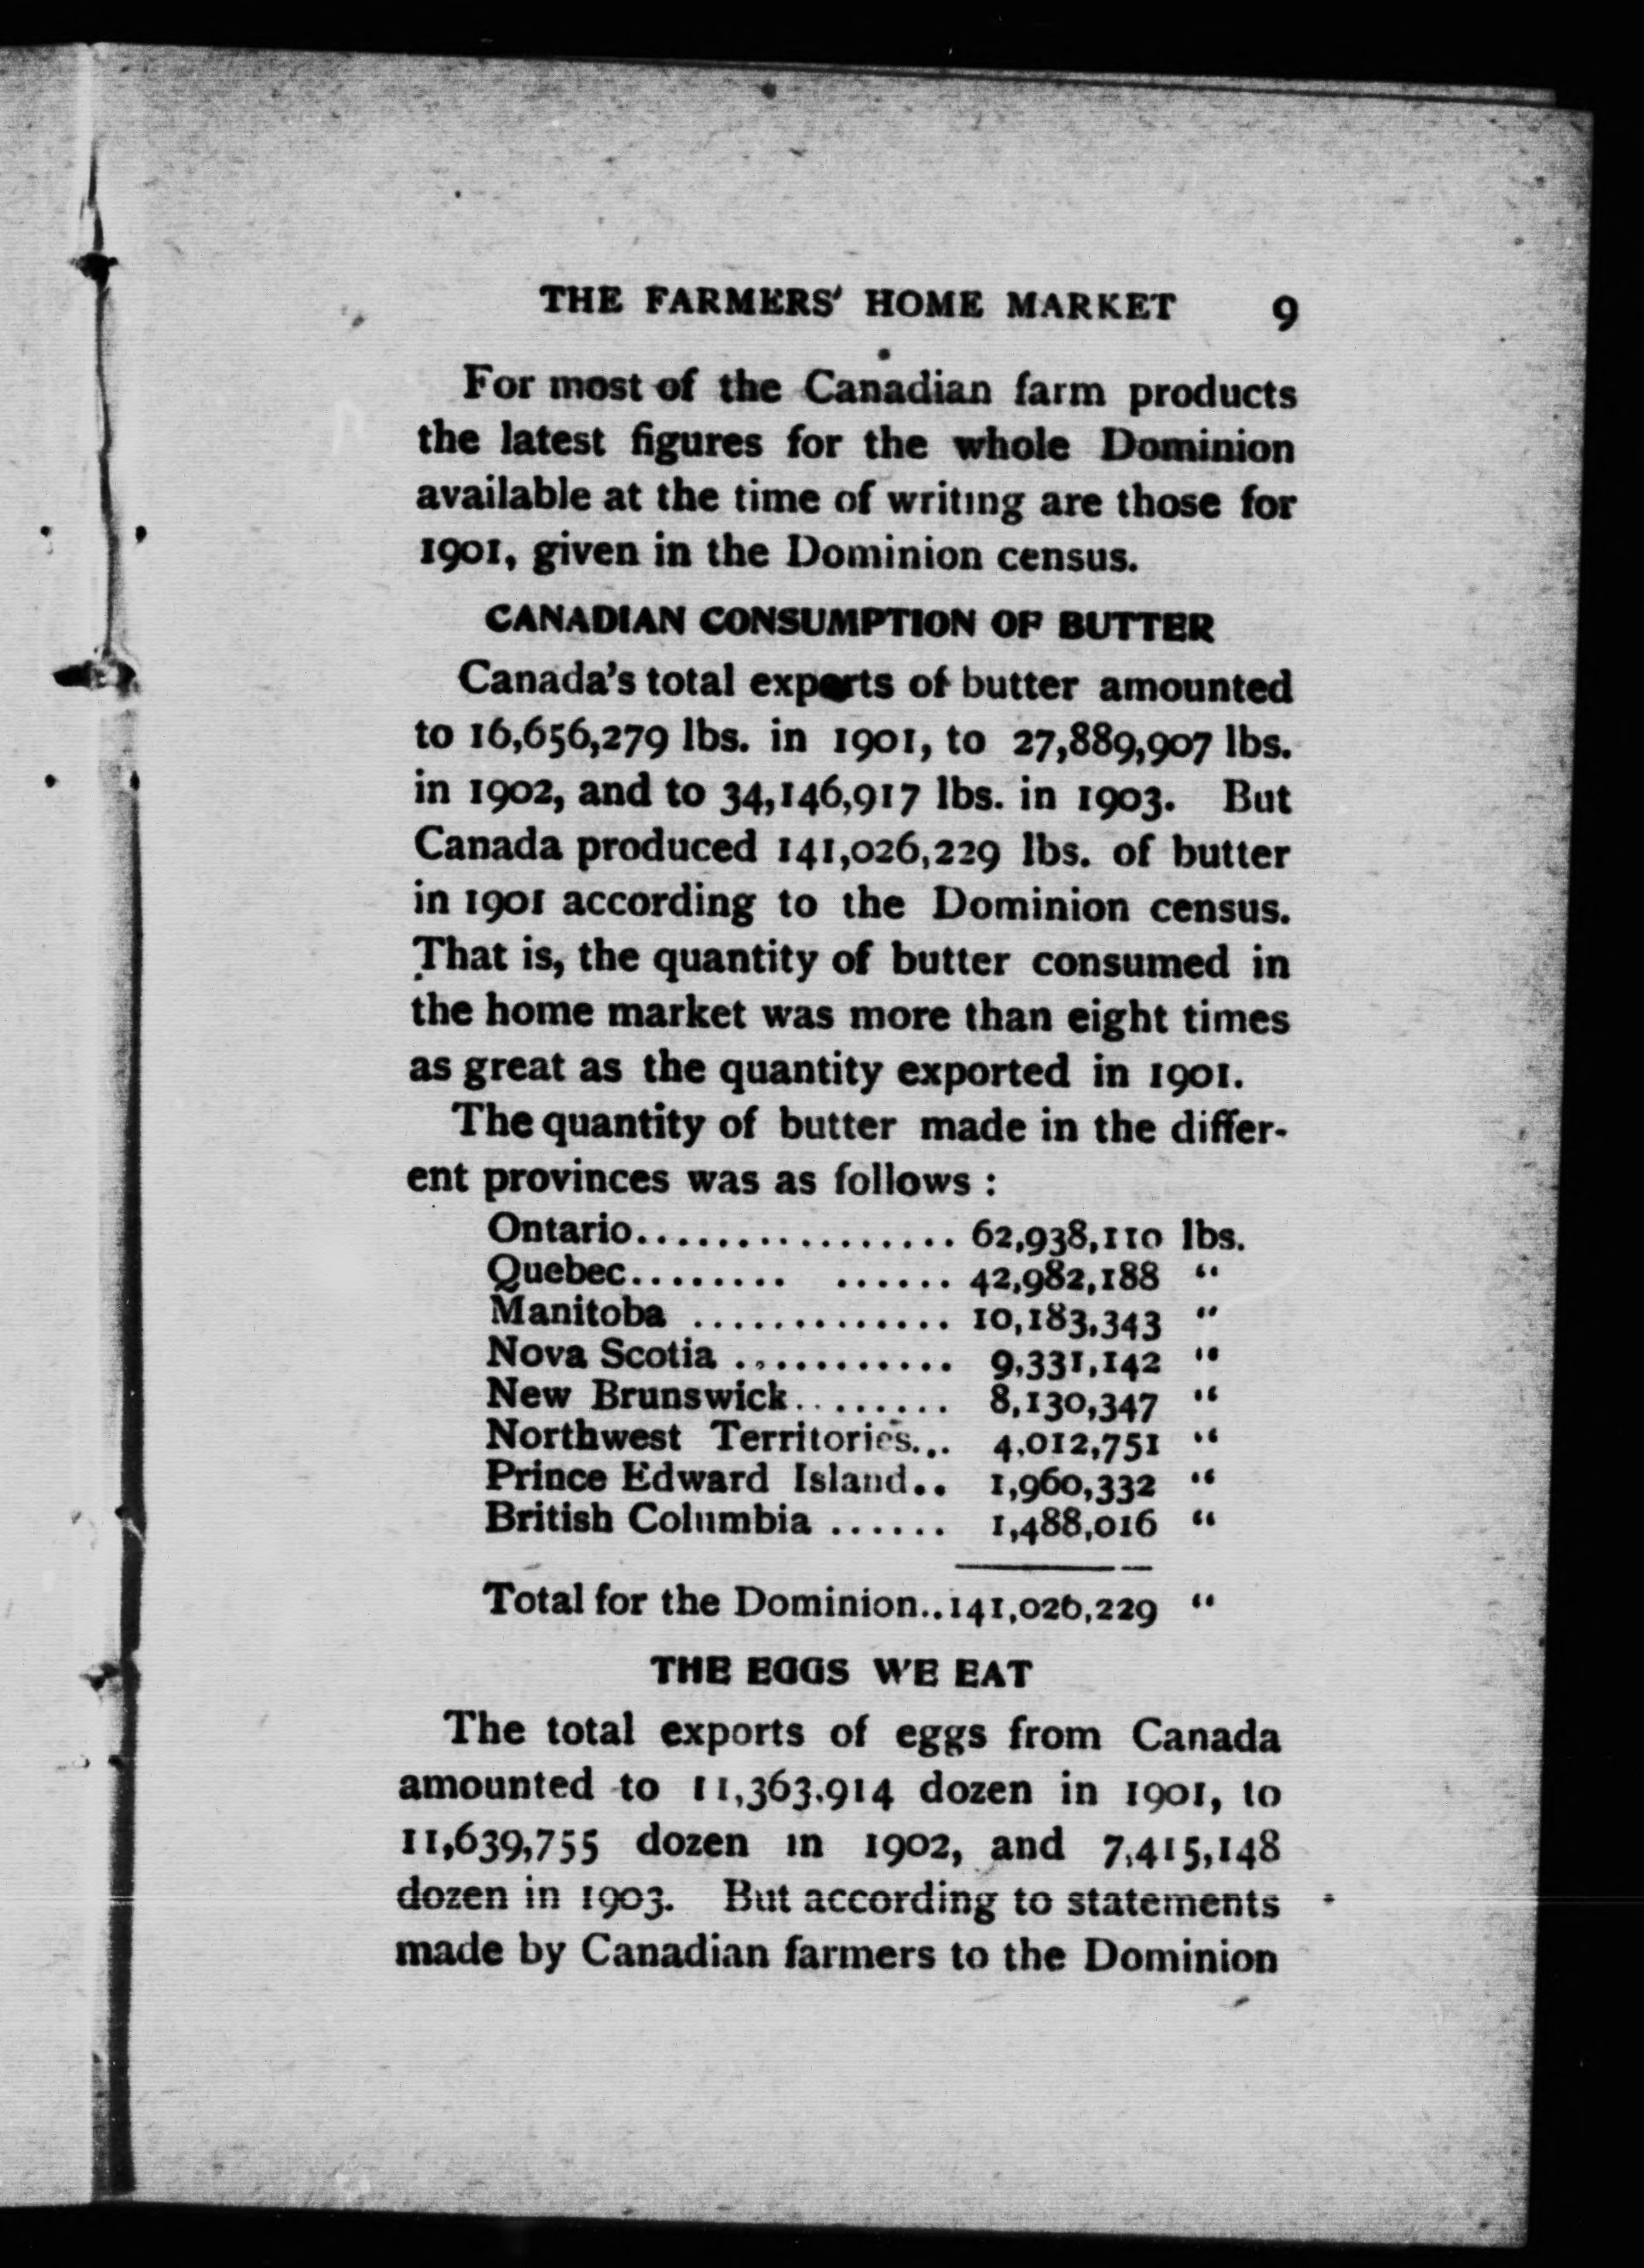 THE FARMERS' HOME MARKET 9
For most of the Canadian farm products
the latest figures for the whole Dominion
available at the time of writing are those for
1901, given in the Dominion census.
CANADIAN CONSUMPTION OF BUTTER
Canada's total exports of butter amounted
to 16,656,279 lbs. in 1901, to 27,889,907 lbs.
in 1902, and to 34,146,917 lbs. in 1903. But
Canada produced 141,026,229 lbs. of butter
in 1901 according to the Dominion census.
That is, the quantity of butter consumed in
the home market was more than eight times
as great as the quantity exported in 1901.
The quantity of butter made in the differ-
ent provinces was as follows :
Ontario................. 62,938,110 lbs.
Quebec......... ...... 42,982,188 "
Manitoba ............. 10,183,343 "
Nova Scotia ........... 9,331,142 "
New Brunswick........ 8,130,347 "
Northwest Territories... 4,012,751 "
Prince Edward Island.. 1,960,332 "
British Columbia ...... 1,488,016 "
Total for the Dominion..141,026,229 "
THE EGGS WE EAT
The total exports of eggs from Canada
amounted to 11,363,914 dozen in 1901, to
11,639,755 dozen in 1902, and 7,415,148
dozen in 1903. But according to statements
made by Canadian farmers to the Dominion